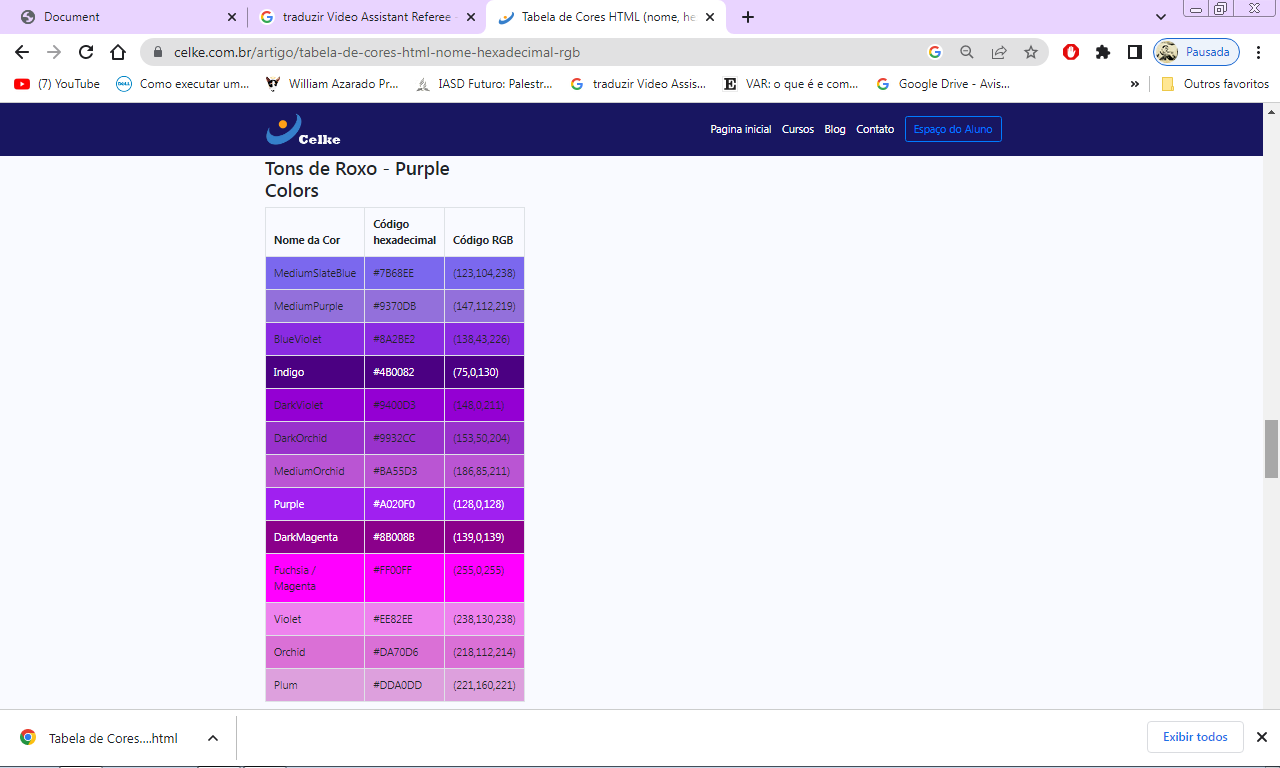 Document
traduzir Video Assistant Referee -
Tabela de Cores HTML (nome, he
celke.com.br/artigo/tabela-de-cores-html-nome-hexadecimal-rgb
Pausada
(7) YouTube
Como executar um...
William Azarado Pr...
IASD Futuro: Palestr...
traduzir Video Assis...
VAR: o que é e com...
Google Drive - Avis...
»
Outros favoritos
Celke
Pagina inicial
Cursos
Blog
Contato
Espaço do Aluno
Tons de Roxo - Purple
Colors
Nome da Cor
Código
hexadecimal
Código RGB
MediumSlateBlue #7B68EE (123,104,238)
MediumPurple #9370DB (147,112,219)
BlueViolet #8A2BE2 (138,43,226)
Indigo #4B0082 (75,0,130)
DarkViolet #9400D3 (148,0,211)
DarkOrchid #9932CC (153,50,204)
MediumOrchid #BA55D3 (186,85,211)
Purple #A020F0 (128,0,128)
DarkMagenta #8B008B (139,0,139)
Fuchsia / #FF00FF (255,0,255)
Magenta
Violet #EE82EE (238,130,238)
Orchid #DA70D6 (218,112,214)
Plum #DDA0DD (221,160,221)
Tabela de Cores....html
Exibir todos